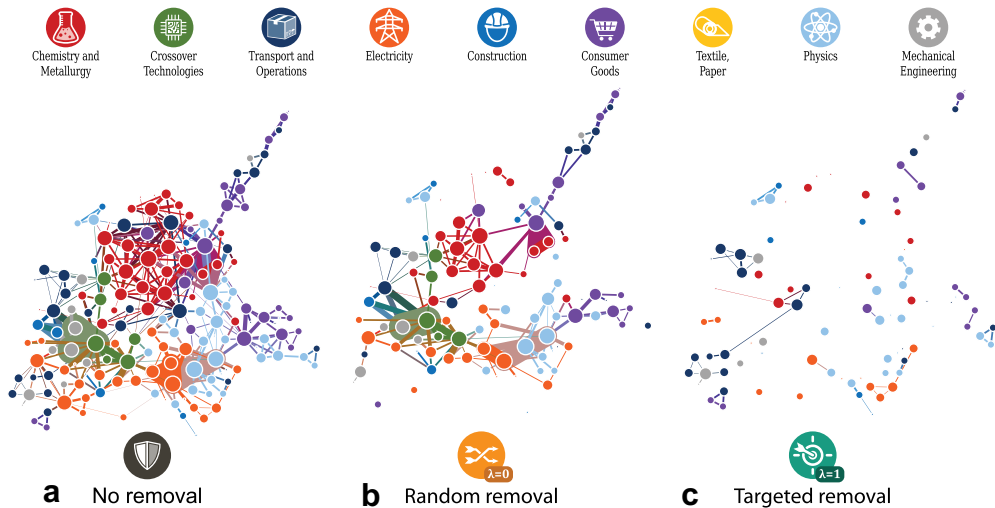 Chemistry and Metallurgy
Crossover Technologies
Transport and Operations
Electricity
Construction
Consumer Goods
Textile, Paper
Physics
Mechanical Engineering
λ=0
λ=1
a No removal
b Random removal
c Targeted removal